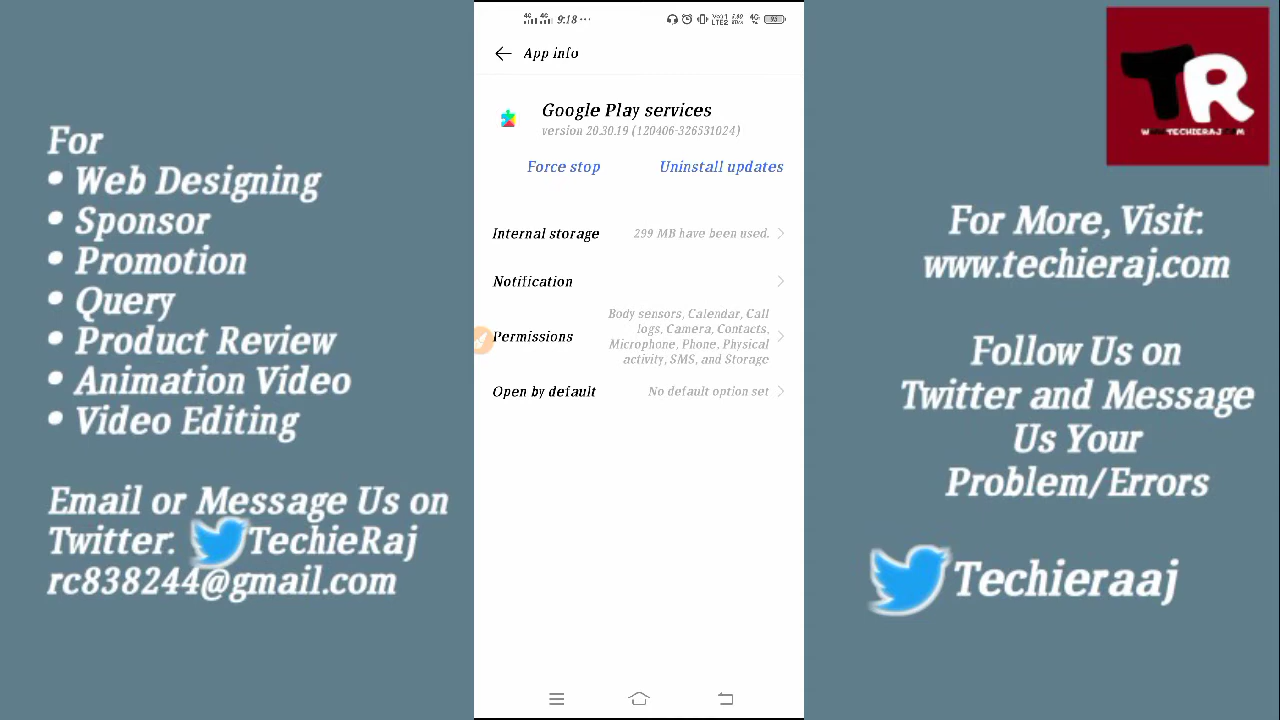 For
• Web Designing
• Sponsor
• Promotion
• Query
• Product Review
• Animation Video
• Video Editing
Email or Message Us on
Twitter. TechieRaj
rc838244@gmail.com
9:18 ...
93
App info
Google Play services
version 20.30.19 (120406-326531024)
Force stop
Uninstall updates
Internal storage
299 MB have been used.
Notification
Permissions
Body sensors, Calendar, Call
logs, Camera, Contacts,
Microphone, Phone, Physical
activity, SMS, and Storage
Open by default
No default option set
TR
WWW.TECHIERAJ.COM
For More, Visit:
www.techieraj.com
Follow Us on
Twitter and Message
Us Your
Problem/Errors
Techieraaj